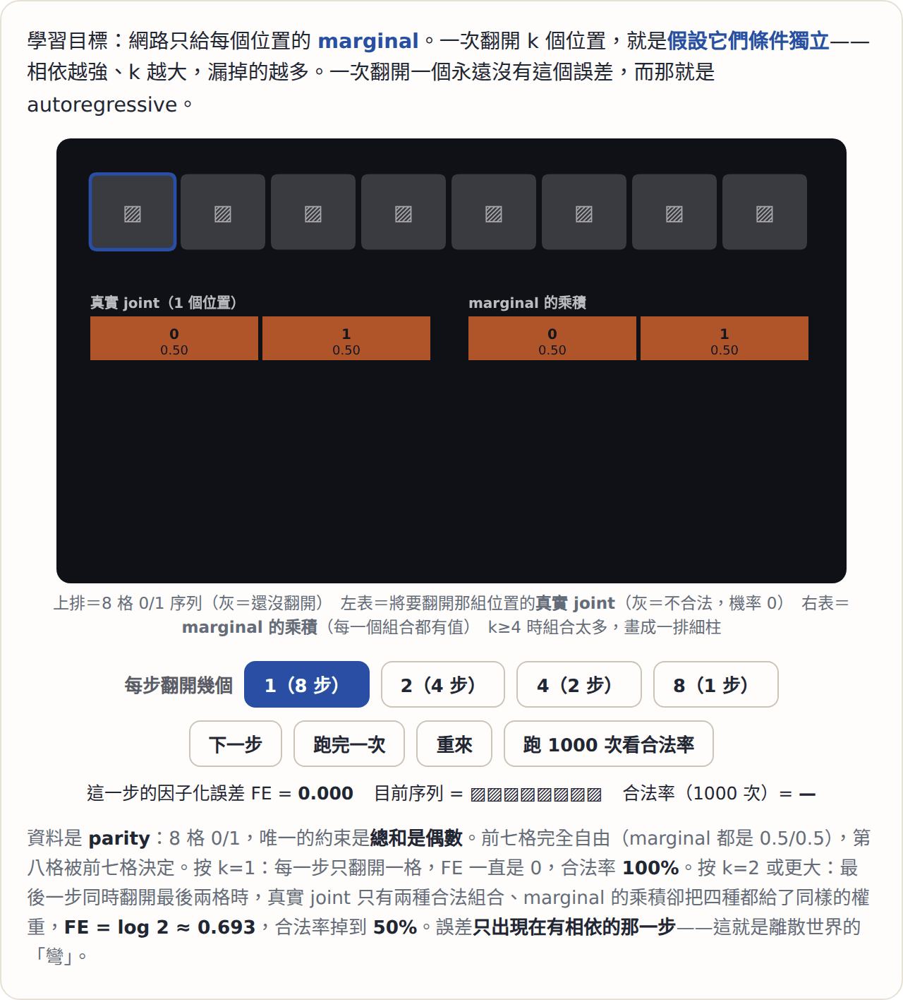 學習目標：網路只給每個位置的 marginal。一次翻開 k 個位置，就是假設它們條件獨立——
相依越強、k 越大，漏掉的越多。一次翻開一個永遠沒有這個誤差，而那就是
autoregressive。
▨ ▨ ▨ ▨ ▨ ▨ ▨ ▨
真實 joint（1 個位置） marginal 的乘積
0 1 0 1
0.50 0.50 0.50 0.50
上排＝8 格 0/1 序列（灰＝還沒翻開） 左表＝將要翻開那組位置的真實 joint（灰＝不合法，機率 0） 右表＝
marginal 的乘積（每一個組合都有值） k≥4 時組合太多，畫成一排細柱
每步翻開幾個 1（8 步） 2（4 步） 4（2 步） 8（1 步）
下一步 跑完一次 重來 跑 1000 次看合法率
這一步的因子化誤差 FE = 0.000 目前序列 = ▨▨▨▨▨▨▨▨ 合法率（1000 次）= —
資料是 parity：8 格 0/1，唯一的約束是總和是偶數。前七格完全自由（marginal 都是 0.5/0.5），第
八格被前七格決定。按 k=1：每一步只翻開一格，FE 一直是 0，合法率 100%。按 k=2 或更大：最
後一步同時翻開最後兩格時，真實 joint 只有兩種合法組合、marginal 的乘積卻把四種都給了同樣的權
重，FE = log 2 ≈ 0.693，合法率掉到 50%。誤差只出現在有相依的那一步——這就是離散世界的
「彎」。